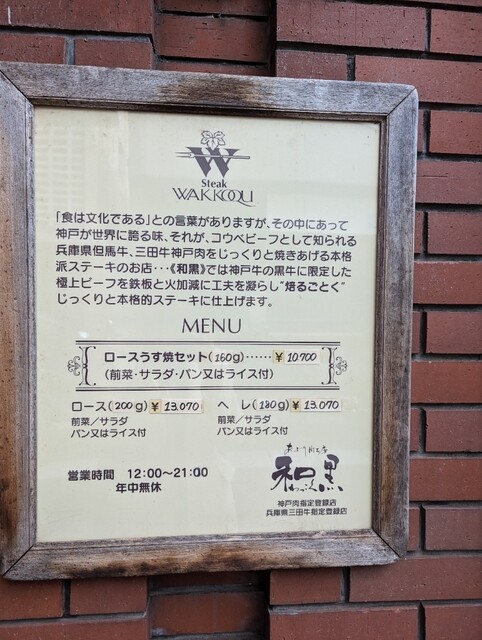 Steak
WAKKOQU
「食は文化である」との言葉がありますが、その中にあって
神戸が世界に誇る味、それが、コウベビーフとして知られる
兵庫県但馬牛、三田牛神戸肉をじっくりと焼きあげる本格
派ステーキのお店･･･《和黒》では神戸牛の黒牛に限定した
極上ビーフを鉄板と火加減に工夫を凝らし“焙るごとく”
じっくりと本格的ステーキに仕上げます。
MENU
ロースうす焼セット(160g)‥‥‥ ¥ 10.700
(前菜・サラダ・パン又はライス付)
ロース(200g) ¥ 13.070
前菜／サラダ
パン又はライス付
ヘ レ(180g) ¥ 13.070
前菜／サラダ
パン又はライス付
営業時間 12:00〜21:00
年中無休
和黒
わっこく
神戸肉指定登録店
兵庫県三田牛指定登録店